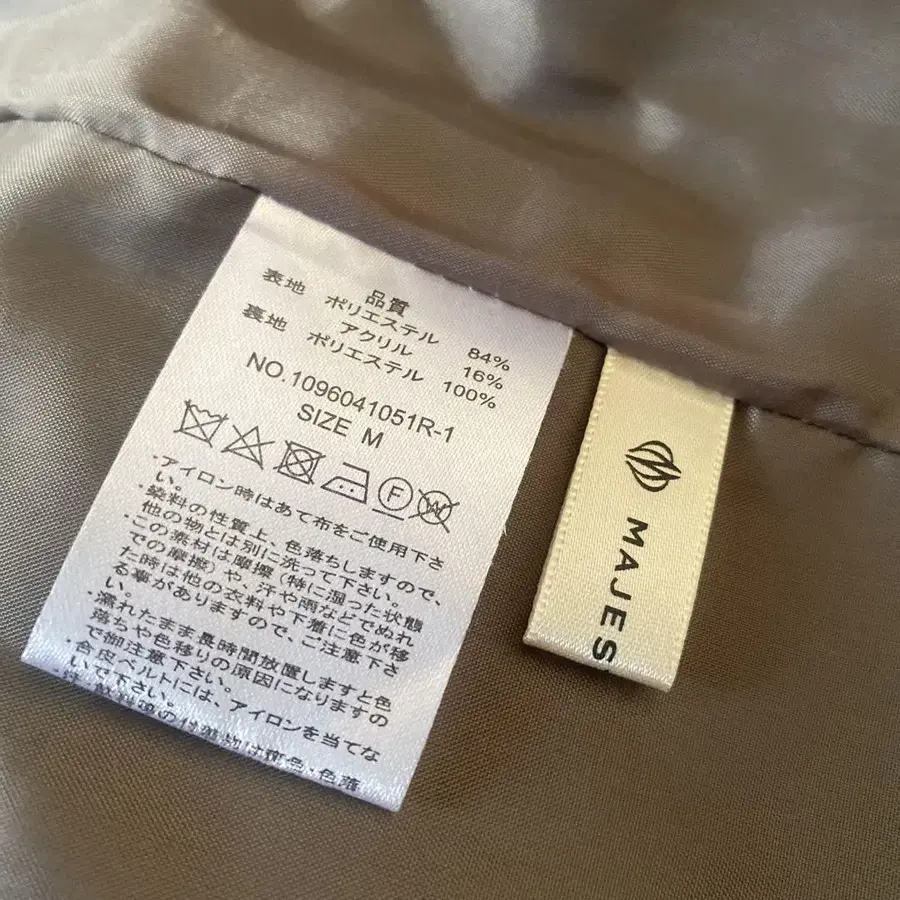 品質
表地 ポリエステル 84%
アクリル 16%
裏地 ポリエステル 100%
NO.1096041051R-1
SIZE M
F
W
・アイロン時はあて布をご使用下さ
い。
・染料の性質上、色落ちしますので、
他の物とは別に洗って下さい。
・この素材は摩擦(特に湿った状態
での摩擦)や、汗や雨などでぬれ
た時は他の衣料や下着に色が移
る事がありますので、ご注意下さ
い。
・濡れたまま長時間放置しますと色
落ちや色移りの原因になりますの
で御注意下さい。
合皮ベルトには、アイロンを当てな
いで下さい。
色落
MAJES